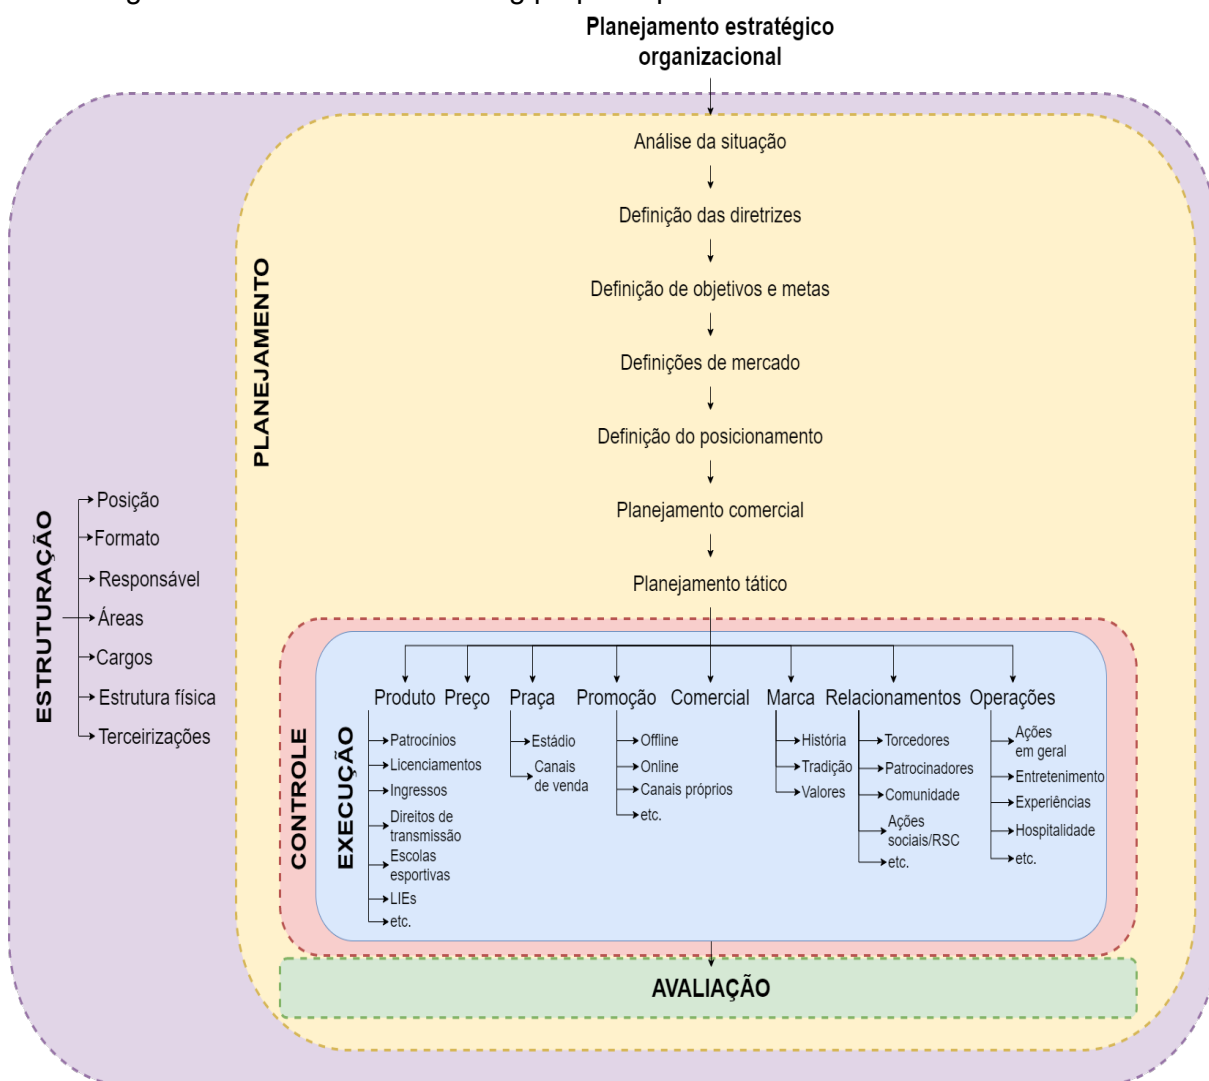 Planejamento estratégico
organizacional
Análise da situação
Definição das diretrizes
Definição de objetivos e metas
Definições de mercado
Definição do posicionamento
Planejamento comercial
Planejamento tático
PLANEJAMENTO
ESTRUTURAÇÃO
Posição
Formato
Responsável
Áreas
Cargos
Estrutura física
Terceirizações
CONTROLE
EXECUÇÃO
Produto
Patrocínios
Licenciamentos
Ingressos
Direitos de
transmissão
Escolas
esportivas
LIEs
etc.
Preço
Praça
Estádio
Canais
de venda
Promoção
Offline
Online
Canais próprios
etc.
Comercial
Marca
História
Tradição
Valores
Relacionamentos
Torcedores
Patrocinadores
Comunidade
Ações
sociais/RSC
etc.
Operações
Ações
em geral
Entretenimento
Experiências
Hospitalidade
etc.
AVALIAÇÃO